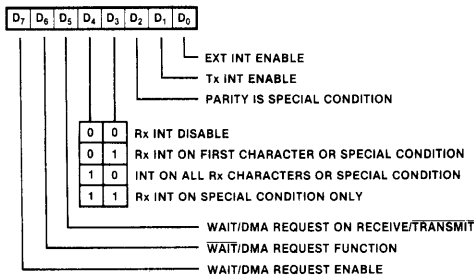 D7 D6 D5 D4 D3 D2 D1 D0
EXT INT ENABLE
Tx INT ENABLE
PARITY IS SPECIAL CONDITION
0 0 Rx INT DISABLE
0 1 Rx INT ON FIRST CHARACTER OR SPECIAL CONDITION
1 0 INT ON ALL Rx CHARACTERS OR SPECIAL CONDITION
1 1 Rx INT ON SPECIAL CONDITION ONLY
WAIT/DMA REQUEST ON RECEIVE/TRANSMIT
WAIT/DMA REQUEST FUNCTION
WAIT/DMA REQUEST ENABLE